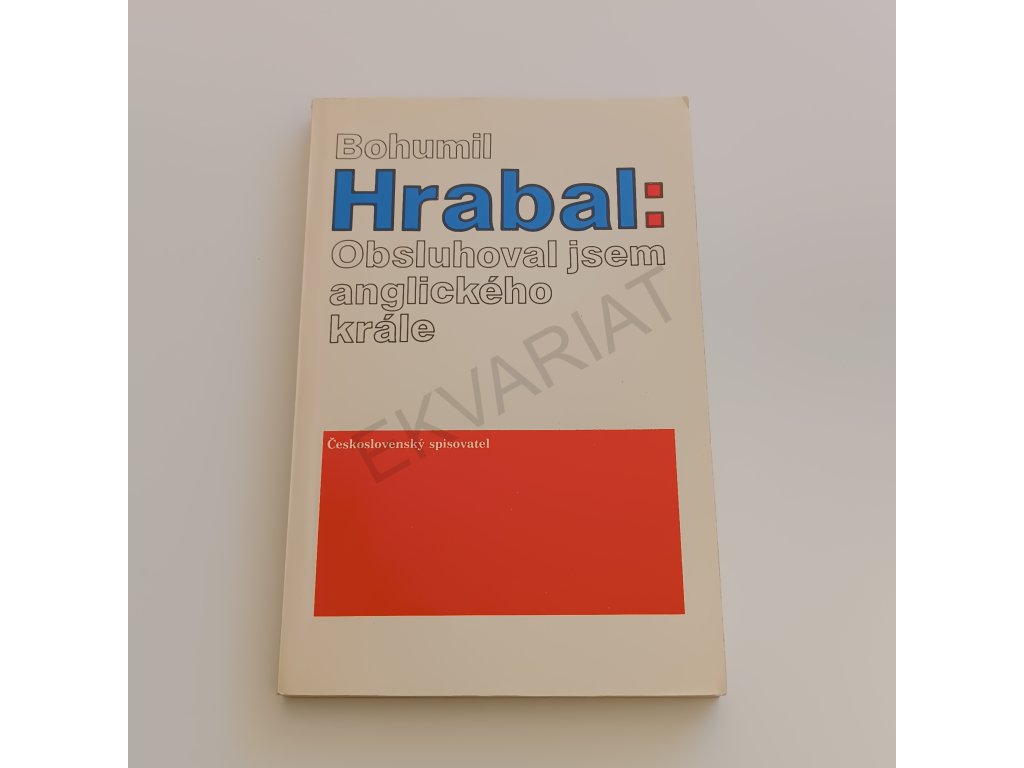 Bohumil
Hrabal:
Obsluhoval jsem
anglického
krále
EKVARIAT
Československý spisovatel